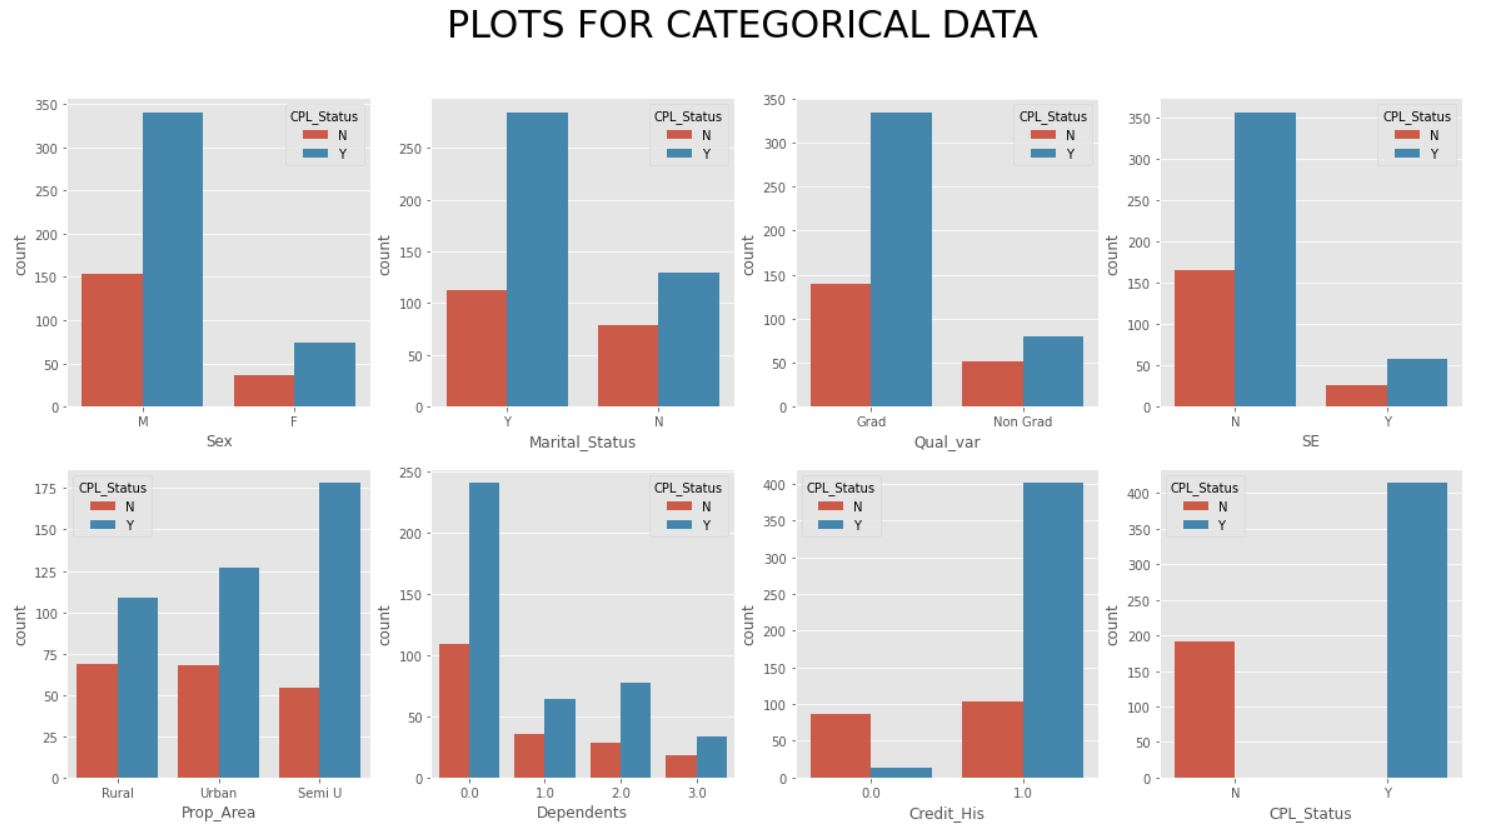 PLOTS FOR CATEGORICAL DATA
350
300
250
200
150
100
50
0
count
CPL_Status
N
Y
M F
Sex
250
200
150
100
50
0
count
CPL_Status
N
Y
Y N
Marital_Status
350
300
250
200
150
100
50
0
count
CPL_Status
N
Y
Grad Non Grad
Qual_var
350
300
250
200
150
100
50
0
count
CPL_Status
N
Y
N Y
SE
175
150
125
100
75
50
25
0
count
CPL_Status
N
Y
Rural Urban Semi U
Prop_Area
250
200
150
100
50
0
count
CPL_Status
N
Y
0.0 1.0 2.0 3.0
Dependents
400
350
300
250
200
150
100
50
0
count
CPL_Status
N
Y
0.0 1.0
Credit_His
400
350
300
250
200
150
100
50
0
count
CPL_Status
N
Y
N Y
CPL_Status